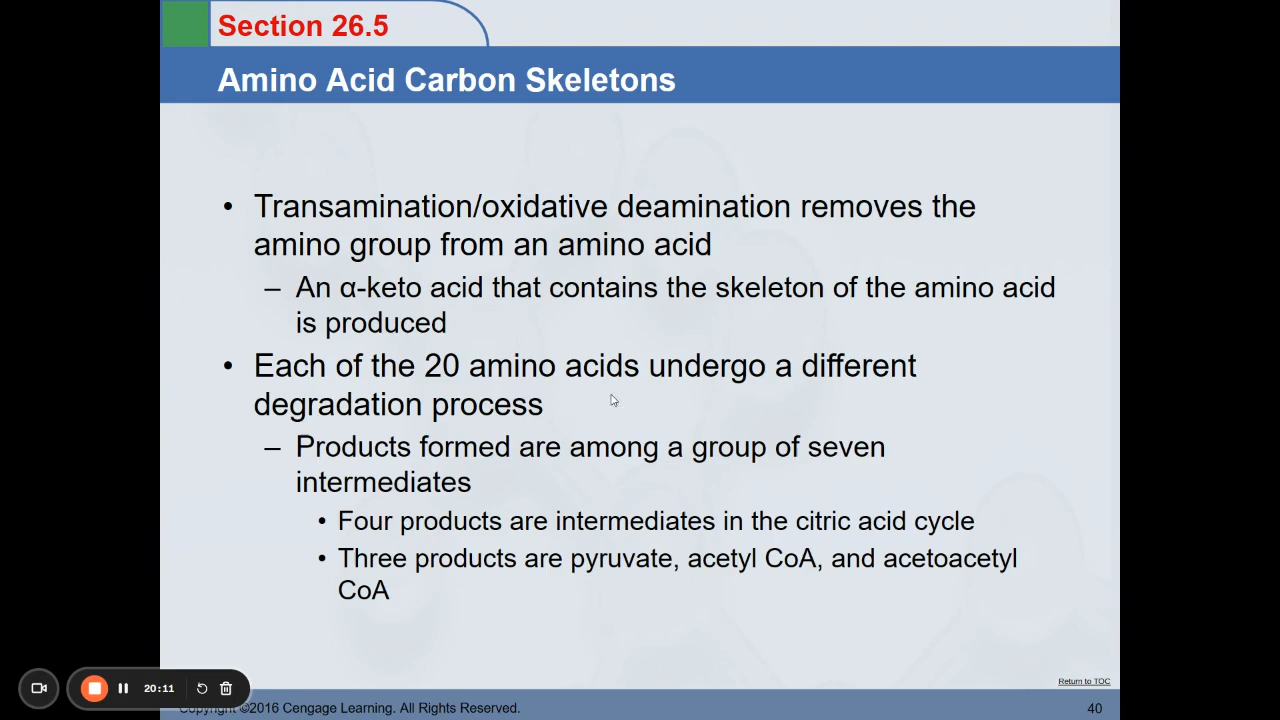 Section 26.5
Amino Acid Carbon Skeletons
• Transamination/oxidative deamination removes the
amino group from an amino acid
– An α-keto acid that contains the skeleton of the amino acid
is produced
• Each of the 20 amino acids undergo a different
degradation process
– Products formed are among a group of seven
intermediates
• Four products are intermediates in the citric acid cycle
• Three products are pyruvate, acetyl CoA, and acetoacetyl
CoA
Return to TOC
20:11
Copyright ©2016 Cengage Learning. All Rights Reserved.
40